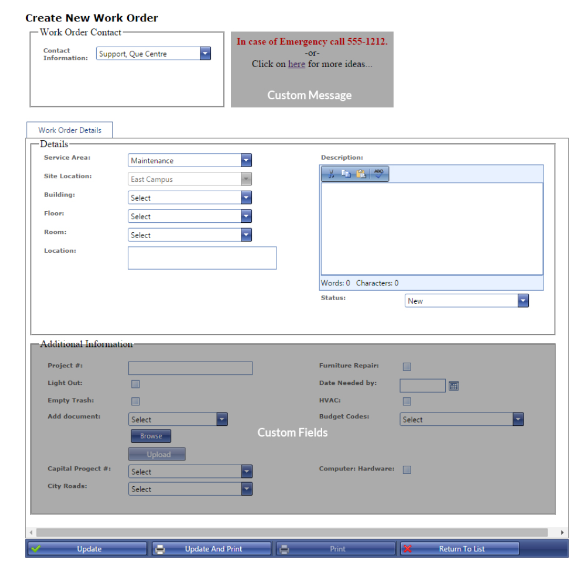 Create New Work Order
Work Order Contact
Contact Information:
Support, Que Centre
In case of Emergency call 555-1212.
-or-
Click on here for more ideas...
Custom Message
Work Order Details
Details
Service Area:
Maintenance
Site Location:
East Campus
Building:
Select
Floor:
Select
Room:
Select
Location:
Description:
ABC
Words: 0 Characters: 0
Status:
New
Additional Information
Project #:
Furniture Repair:
Light Out:
Date Needed by:
Empty Trash:
HVAC:
Add document:
Select
Budget Codes:
Select
Browse
Custom Fields
Upload
Capital Progect #:
Select
Computer: Hardware:
City Roads:
Select
Update
Update And Print
Print
Return To List